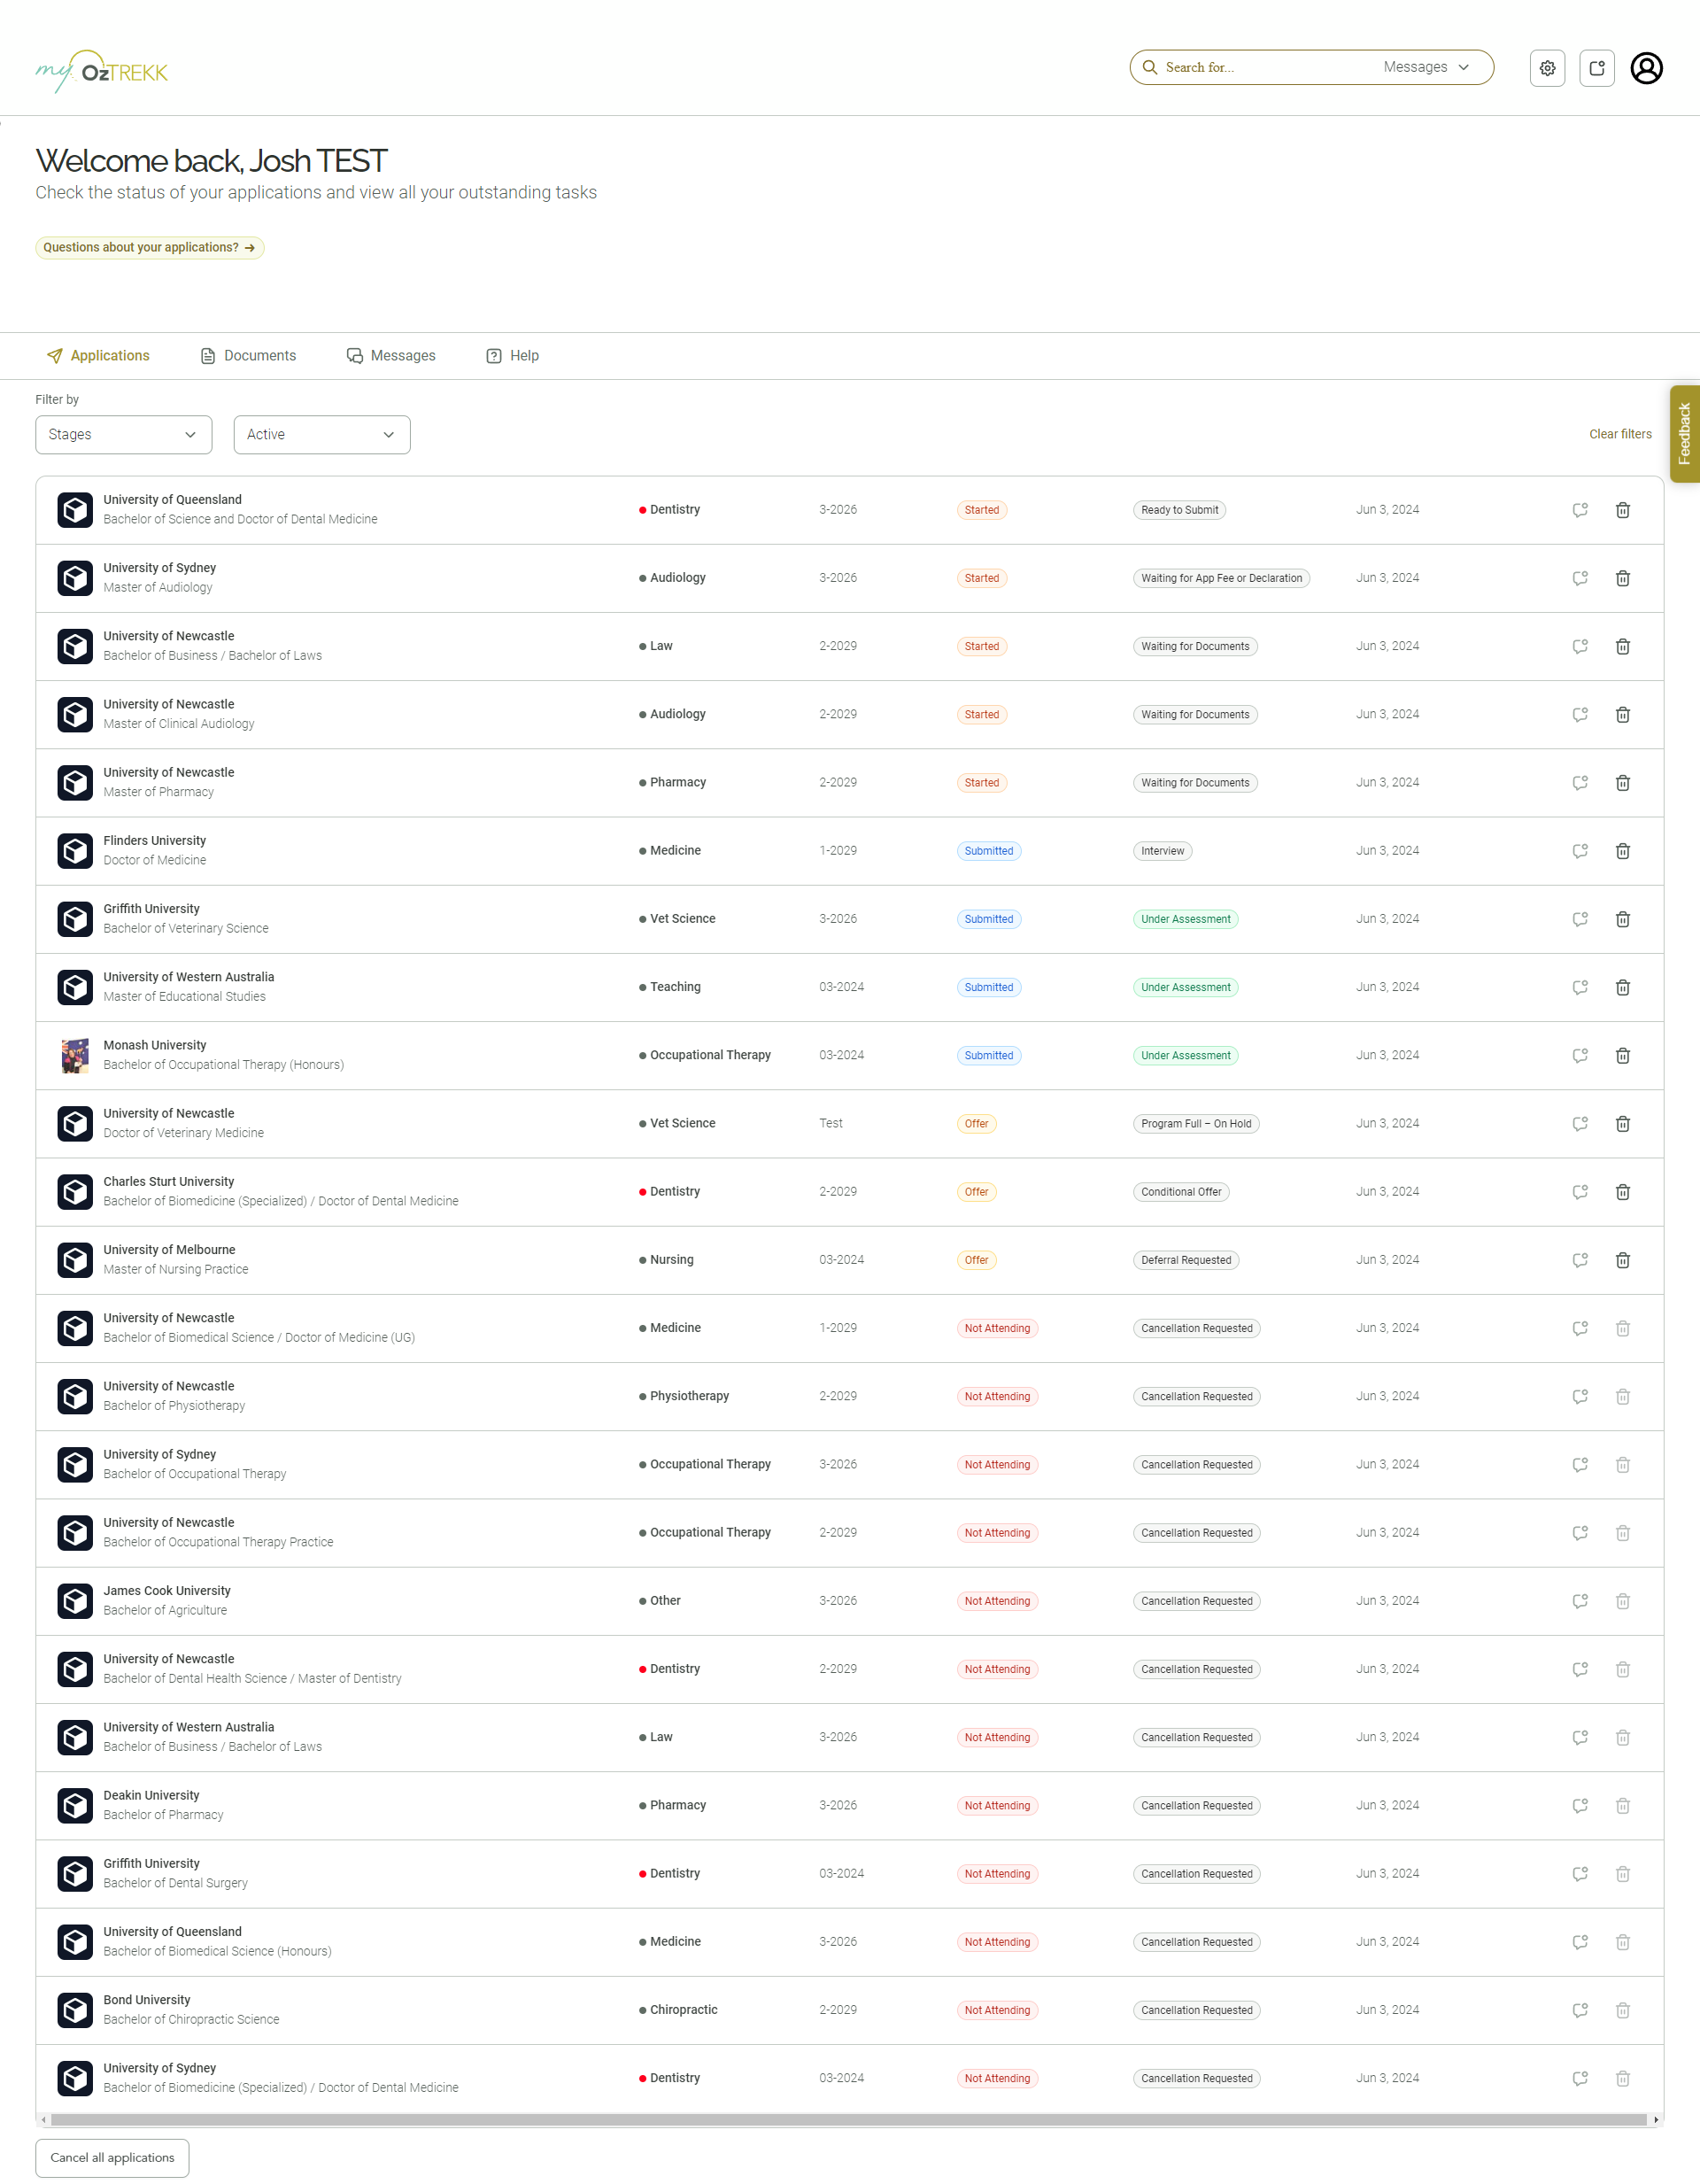 my OzTREKK
Search for... Messages
Welcome back, Josh TEST
Check the status of your applications and view all your outstanding tasks
Questions about your applications? →
Applications Documents Messages Help
Filter by
Stages Active Clear filters
Feedback
University of Queensland
Bachelor of Science and Doctor of Dental Medicine
Dentistry 3-2026 Started Ready to Submit Jun 3, 2024
University of Sydney
Master of Audiology
Audiology 3-2026 Started Waiting for App Fee or Declaration Jun 3, 2024
University of Newcastle
Bachelor of Business / Bachelor of Laws
Law 2-2029 Started Waiting for Documents Jun 3, 2024
University of Newcastle
Master of Clinical Audiology
Audiology 2-2029 Started Waiting for Documents Jun 3, 2024
University of Newcastle
Master of Pharmacy
Pharmacy 2-2029 Started Waiting for Documents Jun 3, 2024
Flinders University
Doctor of Medicine
Medicine 1-2029 Submitted Interview Jun 3, 2024
Griffith University
Bachelor of Veterinary Science
Vet Science 3-2026 Submitted Under Assessment Jun 3, 2024
University of Western Australia
Master of Educational Studies
Teaching 03-2024 Submitted Under Assessment Jun 3, 2024
Monash University
Bachelor of Occupational Therapy (Honours)
Occupational Therapy 03-2024 Submitted Under Assessment Jun 3, 2024
University of Newcastle
Doctor of Veterinary Medicine
Vet Science Test Offer Program Full – On Hold Jun 3, 2024
Charles Sturt University
Bachelor of Biomedicine (Specialized) / Doctor of Dental Medicine
Dentistry 2-2029 Offer Conditional Offer Jun 3, 2024
University of Melbourne
Master of Nursing Practice
Nursing 03-2024 Offer Deferral Requested Jun 3, 2024
University of Newcastle
Bachelor of Biomedical Science / Doctor of Medicine (UG)
Medicine 1-2029 Not Attending Cancellation Requested Jun 3, 2024
University of Newcastle
Bachelor of Physiotherapy
Physiotherapy 2-2029 Not Attending Cancellation Requested Jun 3, 2024
University of Sydney
Bachelor of Occupational Therapy
Occupational Therapy 3-2026 Not Attending Cancellation Requested Jun 3, 2024
University of Newcastle
Bachelor of Occupational Therapy Practice
Occupational Therapy 2-2029 Not Attending Cancellation Requested Jun 3, 2024
James Cook University
Bachelor of Agriculture
Other 3-2026 Not Attending Cancellation Requested Jun 3, 2024
University of Newcastle
Bachelor of Dental Health Science / Master of Dentistry
Dentistry 2-2029 Not Attending Cancellation Requested Jun 3, 2024
University of Western Australia
Bachelor of Business / Bachelor of Laws
Law 3-2026 Not Attending Cancellation Requested Jun 3, 2024
Deakin University
Bachelor of Pharmacy
Pharmacy 3-2026 Not Attending Cancellation Requested Jun 3, 2024
Griffith University
Bachelor of Dental Surgery
Dentistry 03-2024 Not Attending Cancellation Requested Jun 3, 2024
University of Queensland
Bachelor of Biomedical Science (Honours)
Medicine 3-2026 Not Attending Cancellation Requested Jun 3, 2024
Bond University
Bachelor of Chiropractic Science
Chiropractic 2-2029 Not Attending Cancellation Requested Jun 3, 2024
University of Sydney
Bachelor of Biomedicine (Specialized) / Doctor of Dental Medicine
Dentistry 03-2024 Not Attending Cancellation Requested Jun 3, 2024
Cancel all applications